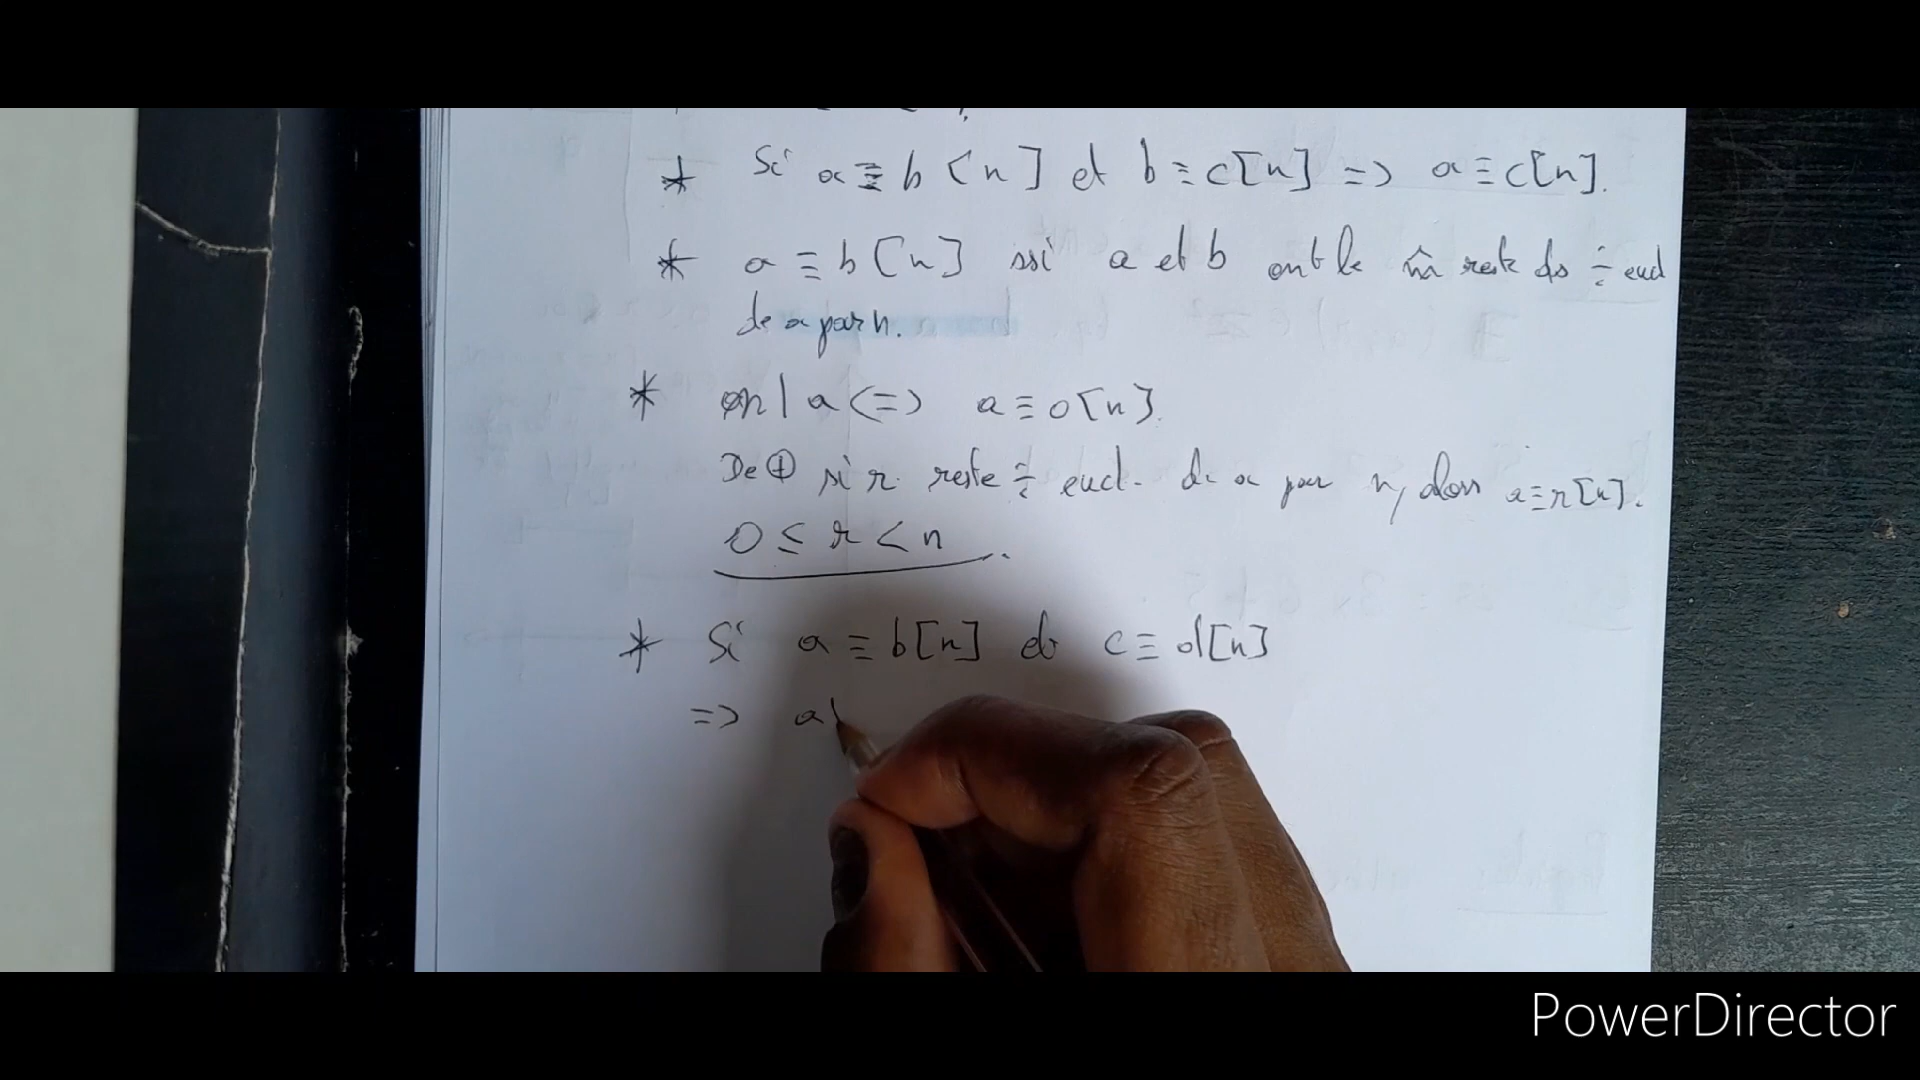 * Si a ≡ b [n] et b ≡ c[n] => a ≡ c[n].
* a ≡ b [n] ssi a et b ont le m̂ reste ds ÷ eucl
de a par n.
* n | a <=> a ≡ 0[n].
De ⊕ si r reste ÷ eucl. de a par n, alors a ≡ r[n].
0 ≤ r < n.
* Si a ≡ b[n] et c ≡ d[n]
=> a
PowerDirector